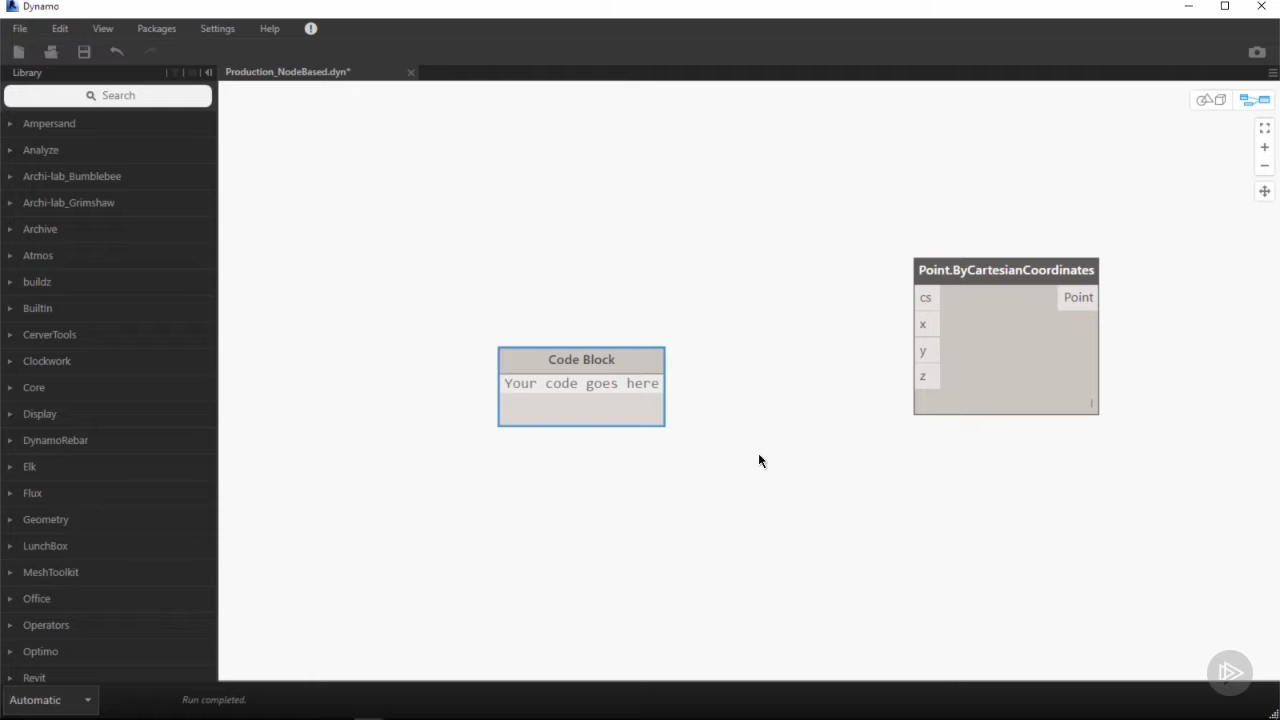 Dynamo
File Edit View Packages Settings Help
Library
Production_NodeBased.dyn*
Search
Ampersand
Analyze
Archi-lab_Bumblebee
Archi-lab_Grimshaw
Archive
Atmos
buildz
BuiltIn
CerverTools
Clockwork
Core
Display
DynamoRebar
Elk
Flux
Geometry
LunchBox
MeshToolkit
Office
Operators
Optimo
Revit
Code Block
Your code goes here
Point.ByCartesianCoordinates
cs Point
x
y
z
Automatic
Run completed.